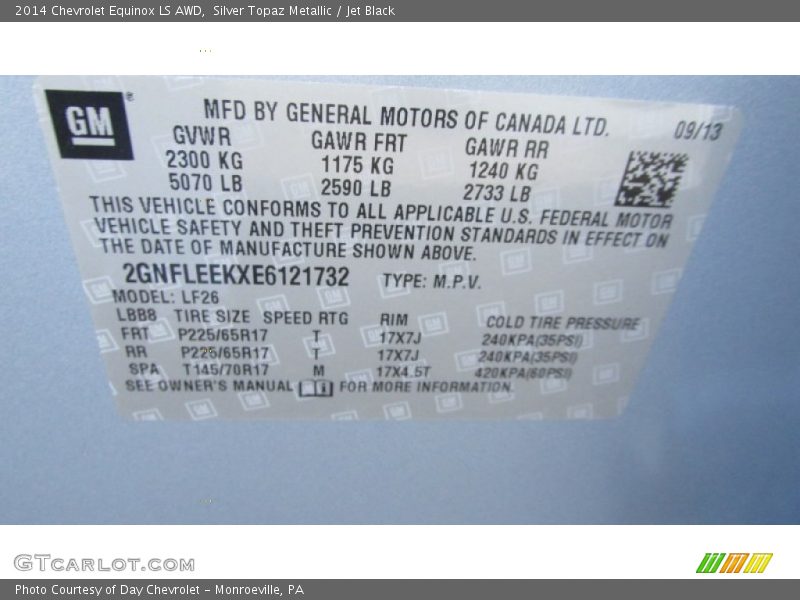 2014 Chevrolet Equinox LS AWD,  Silver Topaz Metallic / Jet Black
GM ®
MFD BY GENERAL MOTORS OF CANADA LTD. 09/13
GVWR GAWR FRT GAWR RR
2300 KG 1175 KG 1240 KG
5070 LB 2590 LB 2733 LB
THIS VEHICLE CONFORMS TO ALL APPLICABLE U.S. FEDERAL MOTOR
VEHICLE SAFETY AND THEFT PREVENTION STANDARDS IN EFFECT ON
THE DATE OF MANUFACTURE SHOWN ABOVE.
2GNFLEEKXE6121732 TYPE: M.P.V.
MODEL: LF26
LBB8 TIRE SIZE SPEED RTG RIM COLD TIRE PRESSURE
FRT P225/65R17 T 17X7J 240KPA(35PSI)
RR P225/65R17 T 17X7J 240KPA(35PSI)
SPA T145/70R17 M 17X4.5T 420KPA(60PSI)
SEE OWNER'S MANUAL FOR MORE INFORMATION.
GTCARLOT.COM
Photo Courtesy of Day Chevrolet – Monroeville, PA